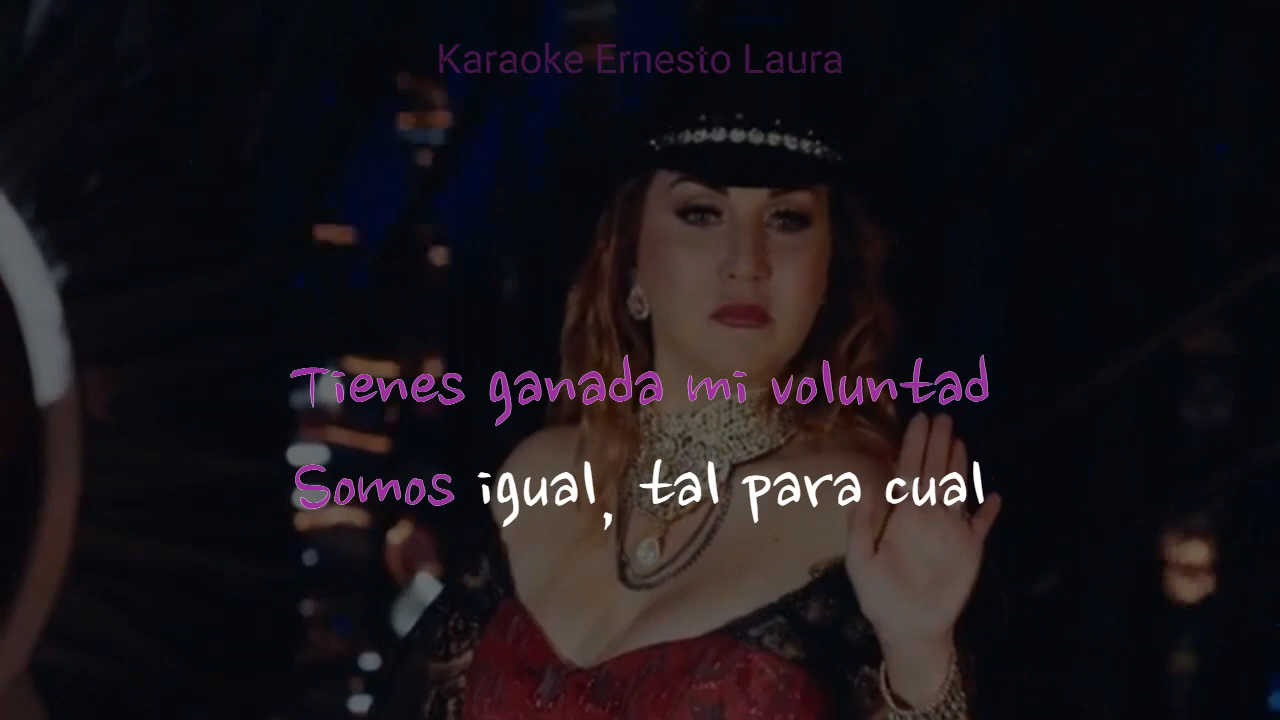 Karaoke Ernesto Laura
Tienes ganada mi voluntad
Somos igual, tal para cual